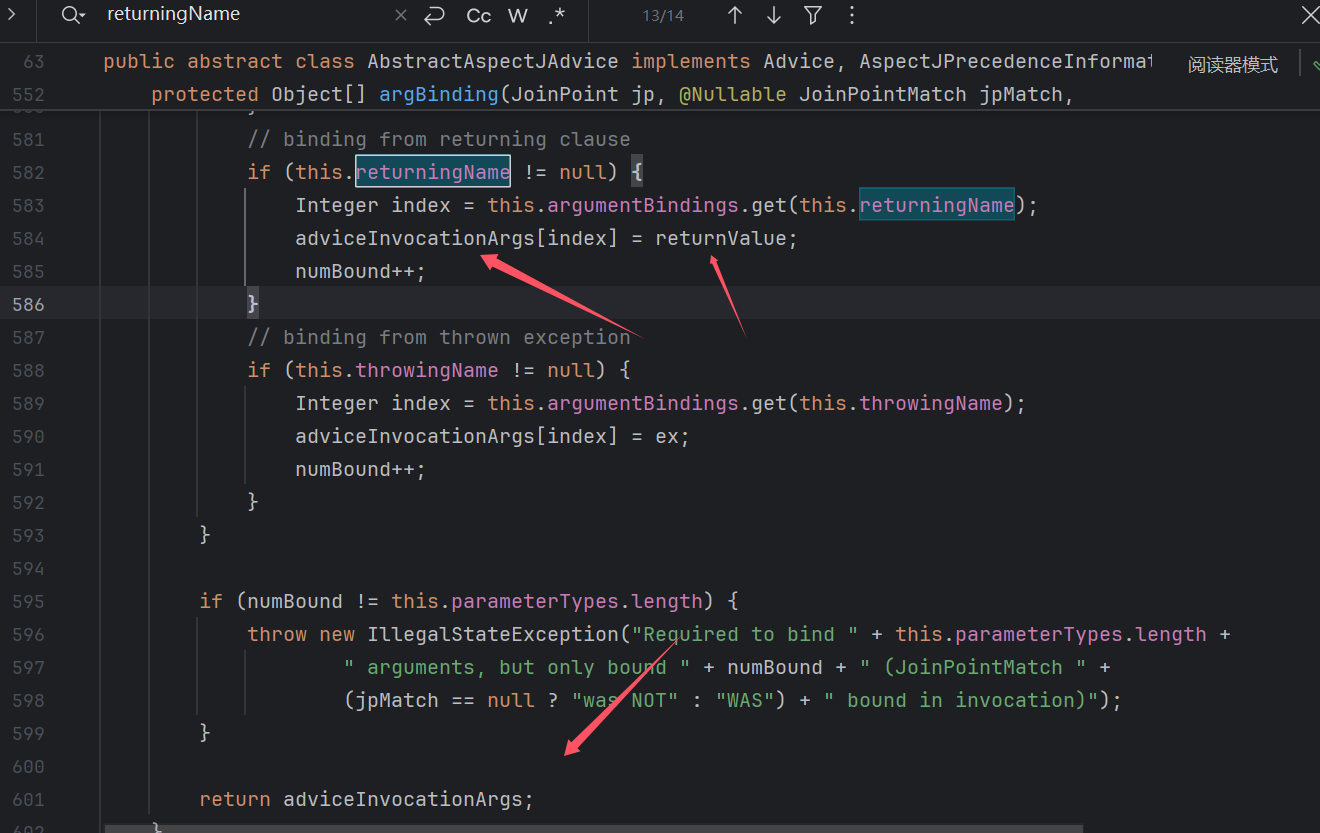 returningName
Cc W .*
13/14
63 public abstract class AbstractAspectJAdvice implements Advice, AspectJPrecedenceInformat
阅读器模式
552 protected Object[] argBinding(JoinPoint jp, @Nullable JoinPointMatch jpMatch,
581 // binding from returning clause
582 if (this.returningName != null) {
583 Integer index = this.argumentBindings.get(this.returningName);
584 adviceInvocationArgs[index] = returnValue;
585 numBound++;
586 }
587 // binding from thrown exception
588 if (this.throwingName != null) {
589 Integer index = this.argumentBindings.get(this.throwingName);
590 adviceInvocationArgs[index] = ex;
591 numBound++;
592 }
593 }
594
595 if (numBound != this.parameterTypes.length) {
596 throw new IllegalStateException("Required to bind " + this.parameterTypes.length +
597 " arguments, but only bound " + numBound + " (JoinPointMatch " +
598 (jpMatch == null ? "was NOT" : "WAS") + " bound in invocation)");
599 }
600
601 return adviceInvocationArgs;